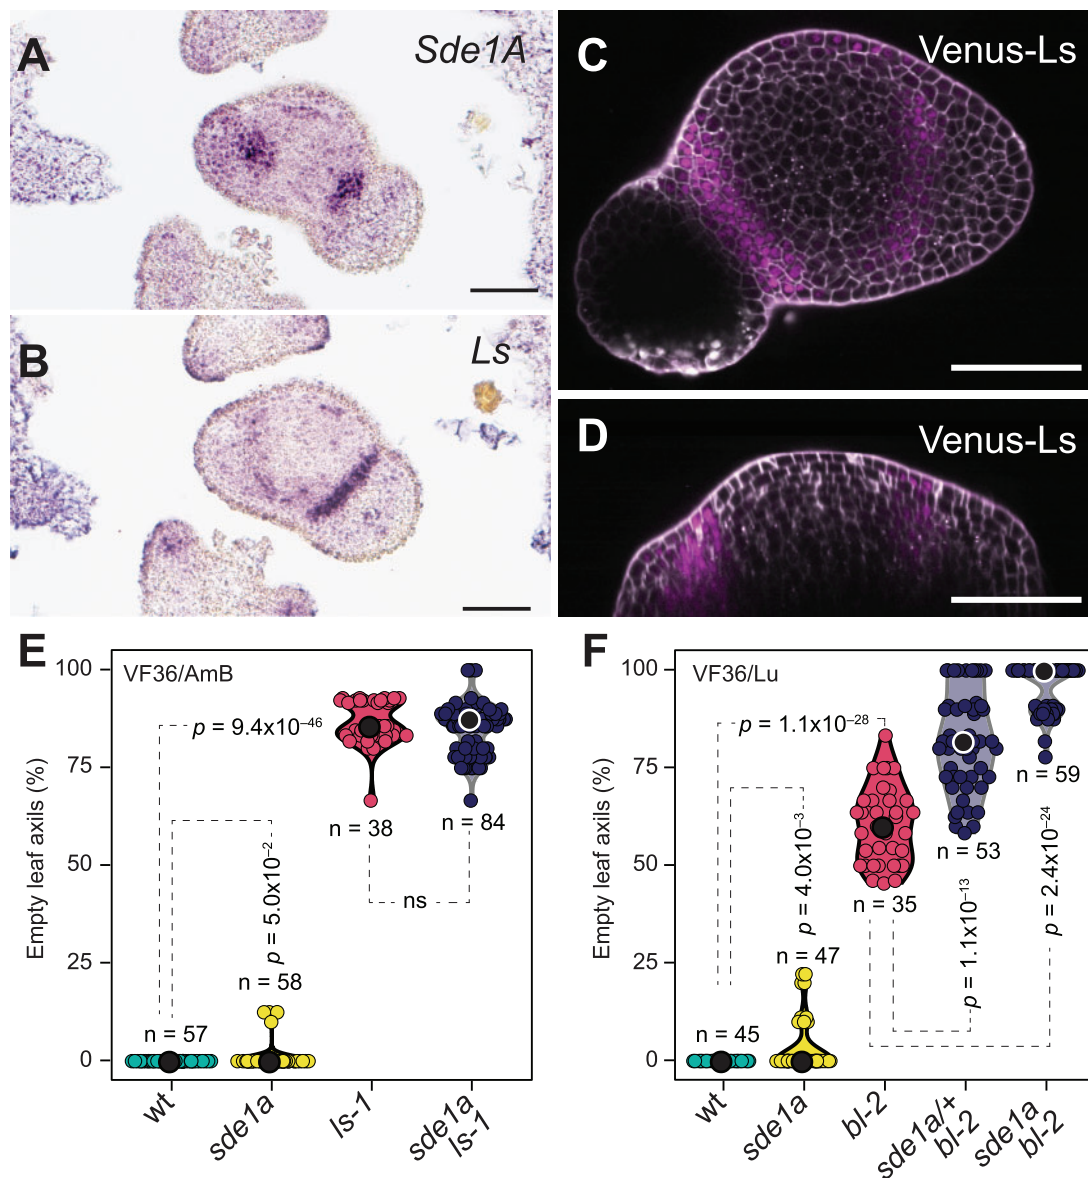 A
Sde1A
B
Ls
C
Venus-Ls
D
Venus-Ls
E
VF36/AmB
Empty leaf axils (%)
100
75
50
25
0
p = 9.4x10⁻⁴⁶
p = 5.0x10⁻²
n = 57
n = 58
n = 38
n = 84
ns
wt
sde1a
ls-1
sde1a
ls-1
F
VF36/Lu
Empty leaf axils (%)
100
75
50
25
0
p = 1.1x10⁻²⁸
p = 4.0x10⁻³
n = 45
n = 47
n = 35
n = 53
n = 59
p = 1.1x10⁻¹³
p = 2.4x10⁻²⁴
wt
sde1a
bl-2
sde1a/+
bl-2
sde1a
bl-2